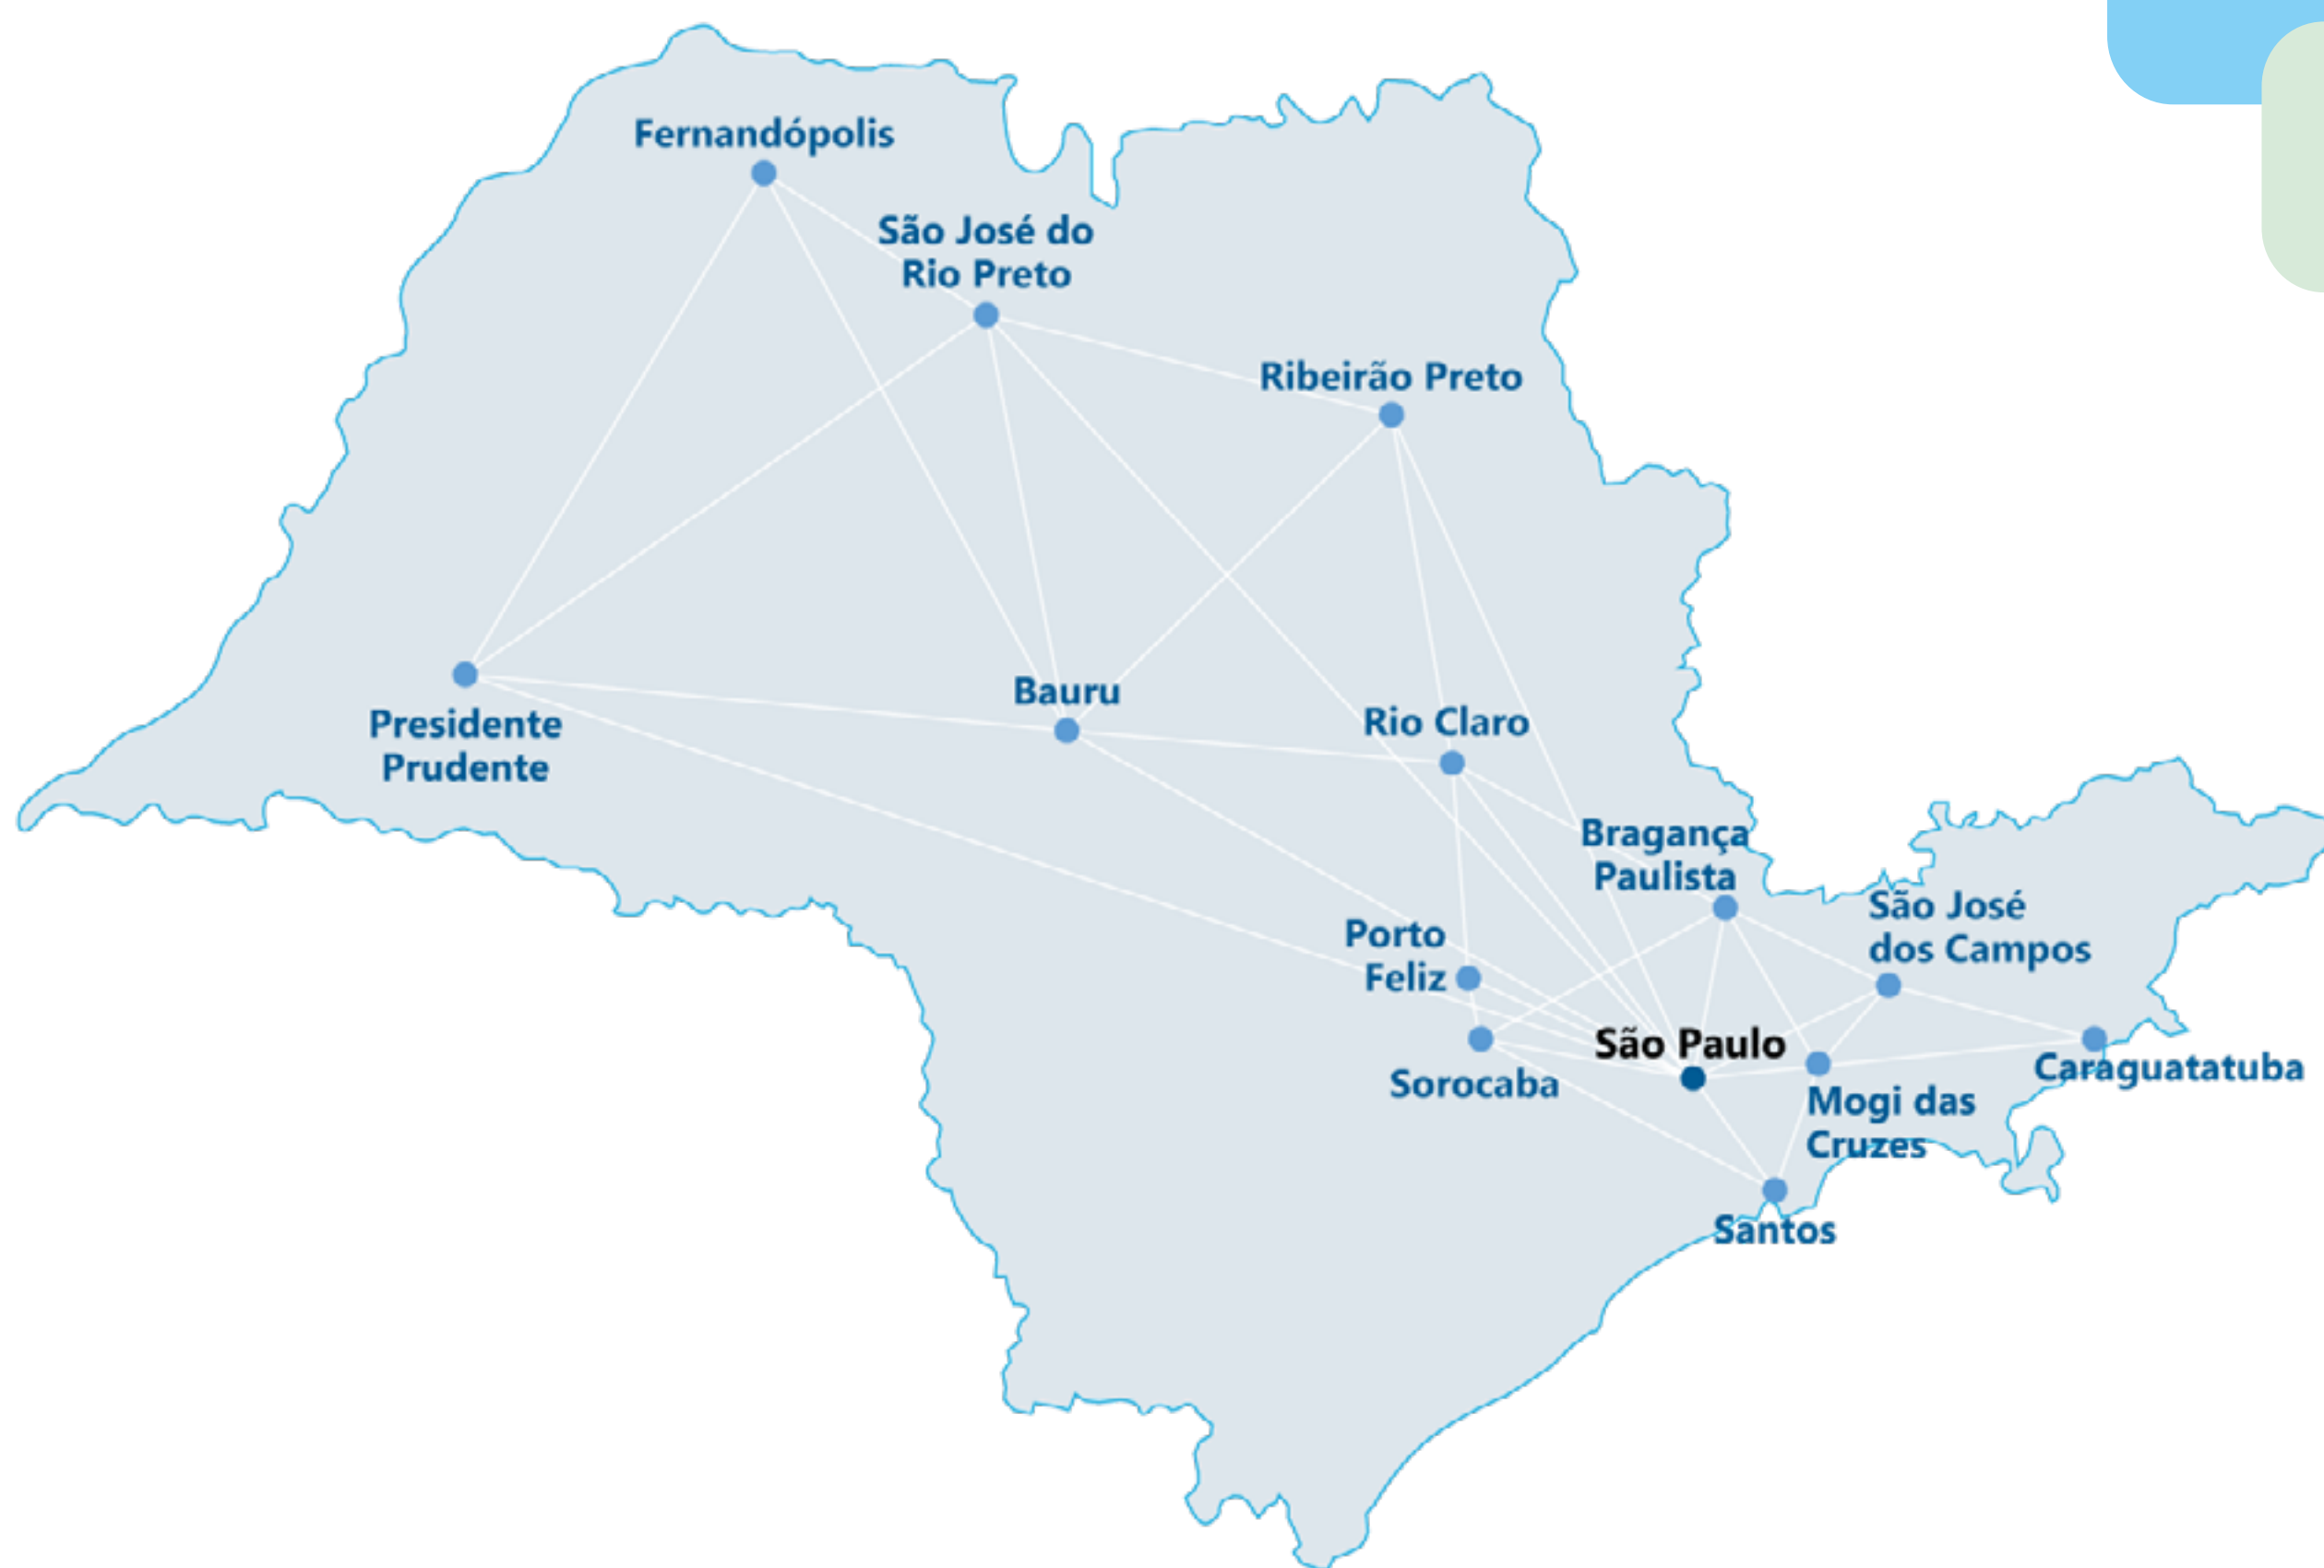 Fernandópolis
São José do
Rio Preto
Ribeirão Preto
Presidente
Prudente
Bauru
Rio Claro
Bragança
Paulista
São José
dos Campos
Porto
Feliz
São Paulo
Sorocaba
Caraguatatuba
Mogi das
Cruzes
Santos